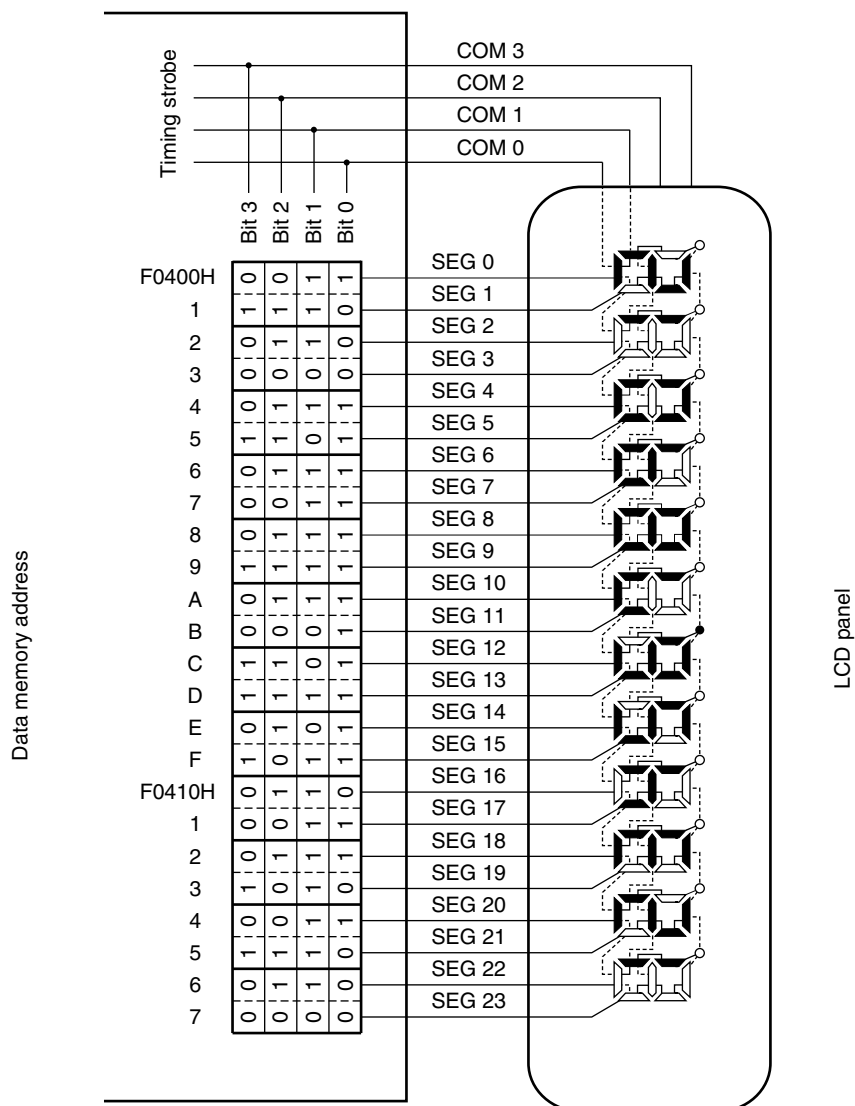 COM 3
COM 2
COM 1
COM 0
Timing strobe
Bit 3 Bit 2 Bit 1 Bit 0
F0400H 0 0 1 1 SEG 0
1 1 1 1 0 SEG 1
2 0 1 1 0 SEG 2
3 0 0 0 0 SEG 3
4 0 1 1 1 SEG 4
5 1 1 0 1 SEG 5
6 0 1 1 1 SEG 6
7 0 0 1 1 SEG 7
8 0 1 1 1 SEG 8
9 1 1 1 1 SEG 9
A 0 1 1 1 SEG 10
B 0 0 0 1 SEG 11
C 1 1 0 1 SEG 12
D 1 1 1 1 SEG 13
E 0 1 0 1 SEG 14
F 1 0 1 1 SEG 15
F0410H 0 1 1 0 SEG 16
1 0 0 1 1 SEG 17
2 0 1 1 1 SEG 18
3 1 0 1 0 SEG 19
4 0 0 1 1 SEG 20
5 1 1 1 0 SEG 21
6 0 1 1 0 SEG 22
7 0 0 0 0 SEG 23
Data memory address
LCD panel